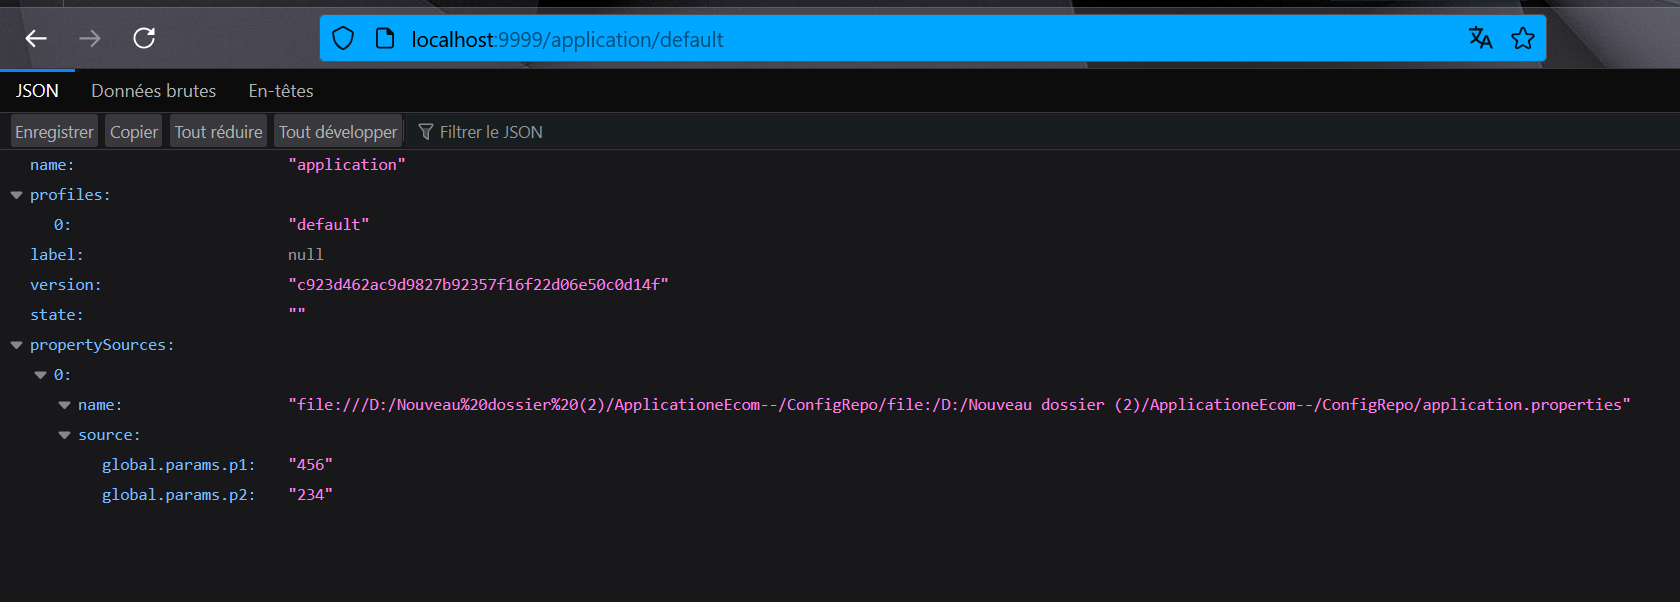 localhost:9999/application/default
JSON Données brutes En-têtes
Enregistrer Copier Tout réduire Tout développer Filtrer le JSON
name: "application"
profiles:
0: "default"
label: null
version: "c923d462ac9d9827b92357f16f22d06e50c0d14f"
state: ""
propertySources:
0:
name: "file:///D:/Nouveau%20dossier%20(2)/ApplicationeEcom--/ConfigRepo/file:/D:/Nouveau dossier (2)/ApplicationeEcom--/ConfigRepo/application.properties"
source:
global.params.p1: "456"
global.params.p2: "234"